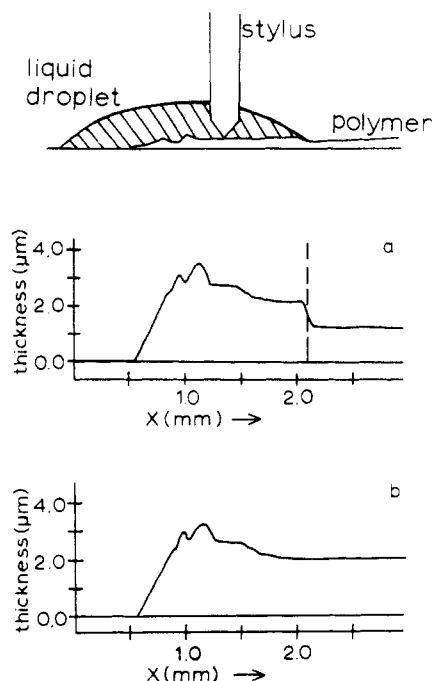 stylus
liquid
droplet
polymer
a
thickness (μm)
4.0
2.0
0.0
1.0 2.0
X (mm) →
b
thickness (μm)
4.0
2.0
0.0
1.0 2.0
X (mm) →